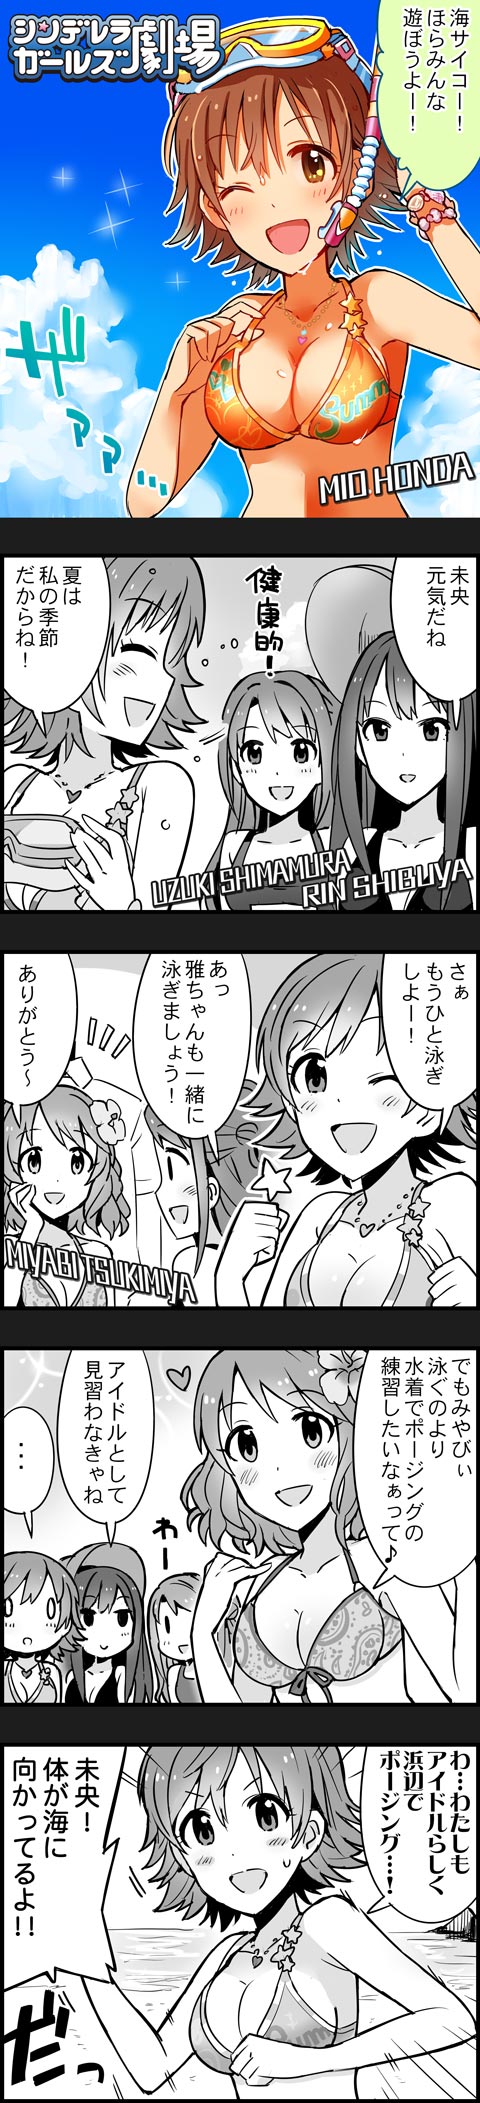 シンデレラ
ガールズ劇場
海サイコー！
ほらみんな
遊ぼうよー！
ザァァ…
MIO HONDA
未央
元気だね
健康的！
夏は
私の季節
だからね！
UZUKI SHIMAMURA
RIN SHIBUYA
さぁ
もうひと泳ぎ
しよー！
あっ
雅ちゃんも一緒に
泳ぎましょう！
ありがとう〜
MIYABI TSUKIMIYA
でもみやびぃ
泳ぐのより
水着でポージングの
練習したいなぁって♪
アイドルとして
見習わなきゃね
わー
・・・
わ…わたしも
アイドルらしく
浜辺で
ポージング…！
未央！
体が海に
向かってるよ!!
だっ
Summ